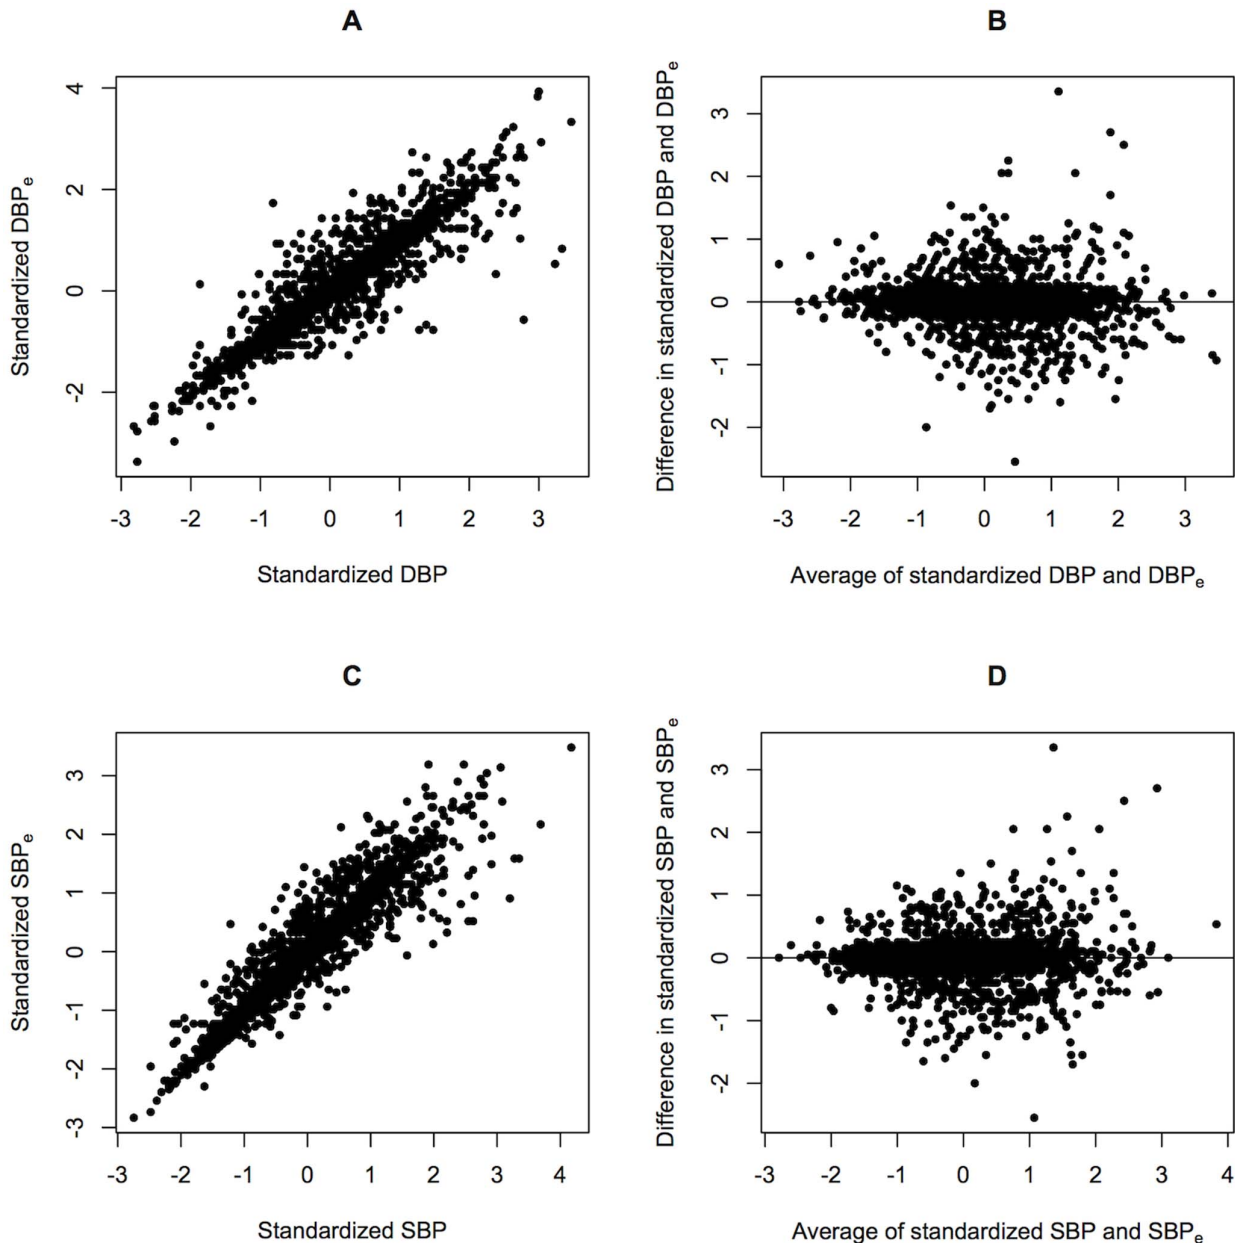 A
B
Standardized DBPe
4
2
0
-2
-3 -2 -1 0 1 2 3
Standardized DBP
Difference in standardized DBP and DBPe
3
2
1
0
-1
-2
-3 -2 -1 0 1 2 3
Average of standardized DBP and DBPe
C
D
Standardized SBPe
3
2
1
0
-1
-2
-3
-3 -2 -1 0 1 2 3 4
Standardized SBP
Difference in standardized SBP and SBPe
3
2
1
0
-1
-2
-3 -2 -1 0 1 2 3 4
Average of standardized SBP and SBPe